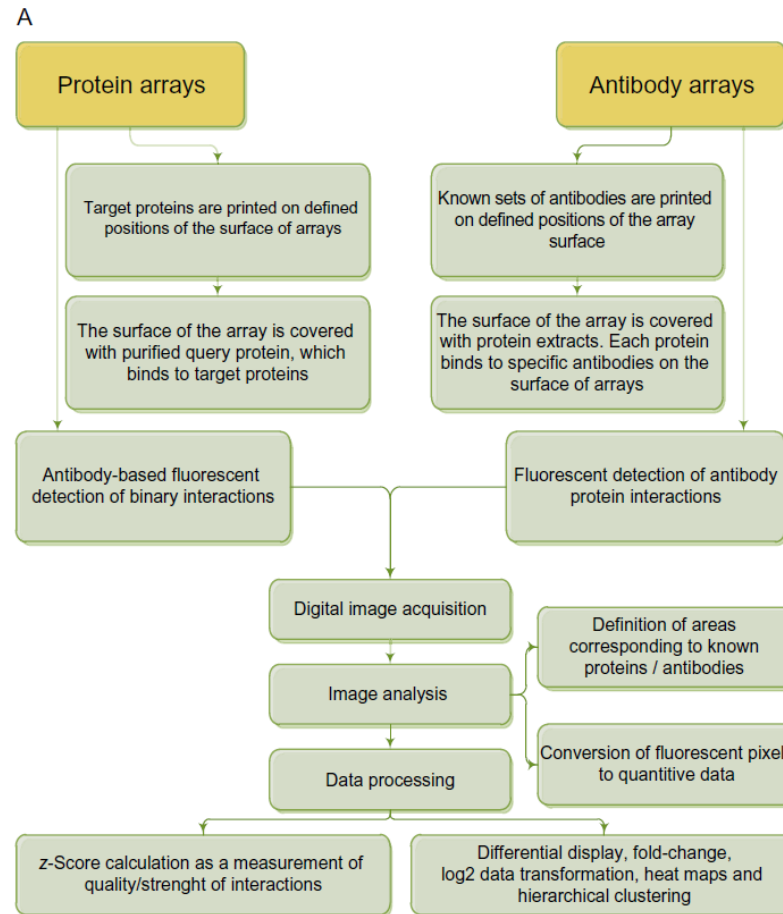 A
Protein arrays
Antibody arrays
Target proteins are printed on defined
positions of the surface of arrays
Known sets of antibodies are printed
on defined positions of the array
surface
The surface of the array is covered
with purified query protein, which
binds to target proteins
The surface of the array is covered
with protein extracts. Each protein
binds to specific antibodies on the
surface of arrays
Antibody-based fluorescent
detection of binary interactions
Fluorescent detection of antibody
protein interactions
Digital image acquisition
Definition of areas
corresponding to known
proteins / antibodies
Image analysis
Conversion of fluorescent pixel
to quantitive data
Data processing
z-Score calculation as a measurement of
quality/strenght of interactions
Differential display, fold-change,
log2 data transformation, heat maps and
hierarchical clustering